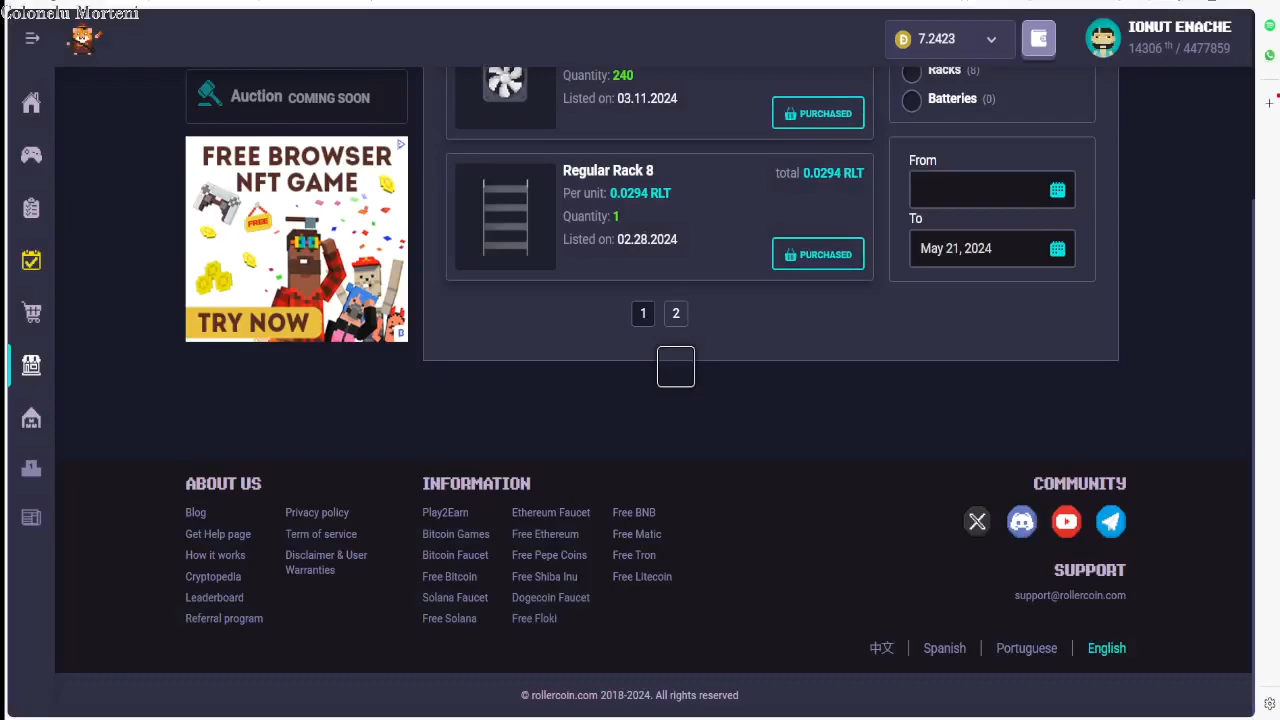 Colonelu Morteni
7.2423
IONUT ENACHE
14306 th / 4477859
Auction COMING SOON
FREE BROWSER
NFT GAME
FREE
TRY NOW
Quantity: 240
Listed on: 03.11.2024
PURCHASED
Regular Rack 8
total 0.0294 RLT
Per unit: 0.0294 RLT
Quantity: 1
Listed on: 02.28.2024
PURCHASED
1 2
Racks (8)
Batteries (0)
From
To
May 21, 2024
ABOUT US
Blog
Get Help page
How it works
Cryptopedia
Leaderboard
Referral program
Privacy policy
Term of service
Disclaimer & User
Warranties
INFORMATION
Play2Earn
Bitcoin Games
Bitcoin Faucet
Free Bitcoin
Solana Faucet
Free Solana
Ethereum Faucet
Free Ethereum
Free Pepe Coins
Free Shiba Inu
Dogecoin Faucet
Free Floki
Free BNB
Free Matic
Free Tron
Free Litecoin
COMMUNITY
SUPPORT
support@rollercoin.com
中文 | Spanish | Portuguese | English
© rollercoin.com 2018-2024. All rights reserved